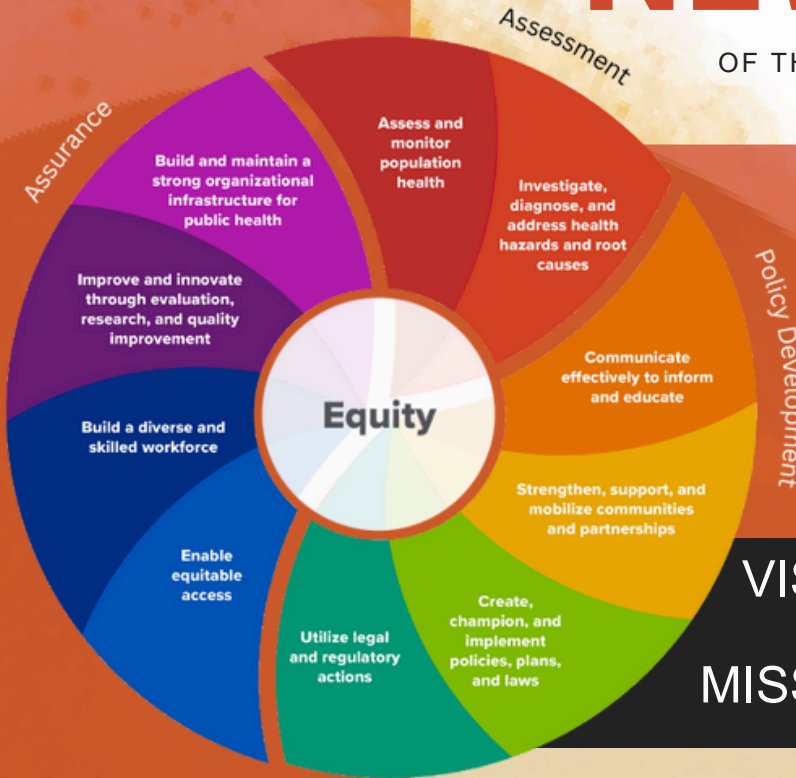 NEW
OF TH
Assessment
Assurance
Policy Development
Assess and
monitor
population
health
Investigate,
diagnose, and
address health
hazards and root
causes
Communicate
effectively to inform
and educate
Strengthen, support, and
mobilize communities
and partnerships
Create,
champion, and
implement
policies, plans,
and laws
Utilize legal
and regulatory
actions
Enable
equitable
access
Build a diverse and
skilled workforce
Improve and innovate
through evaluation,
research, and quality
improvement
Build and maintain a
strong organizational
infrastructure for
public health
Equity
VIS
MISS